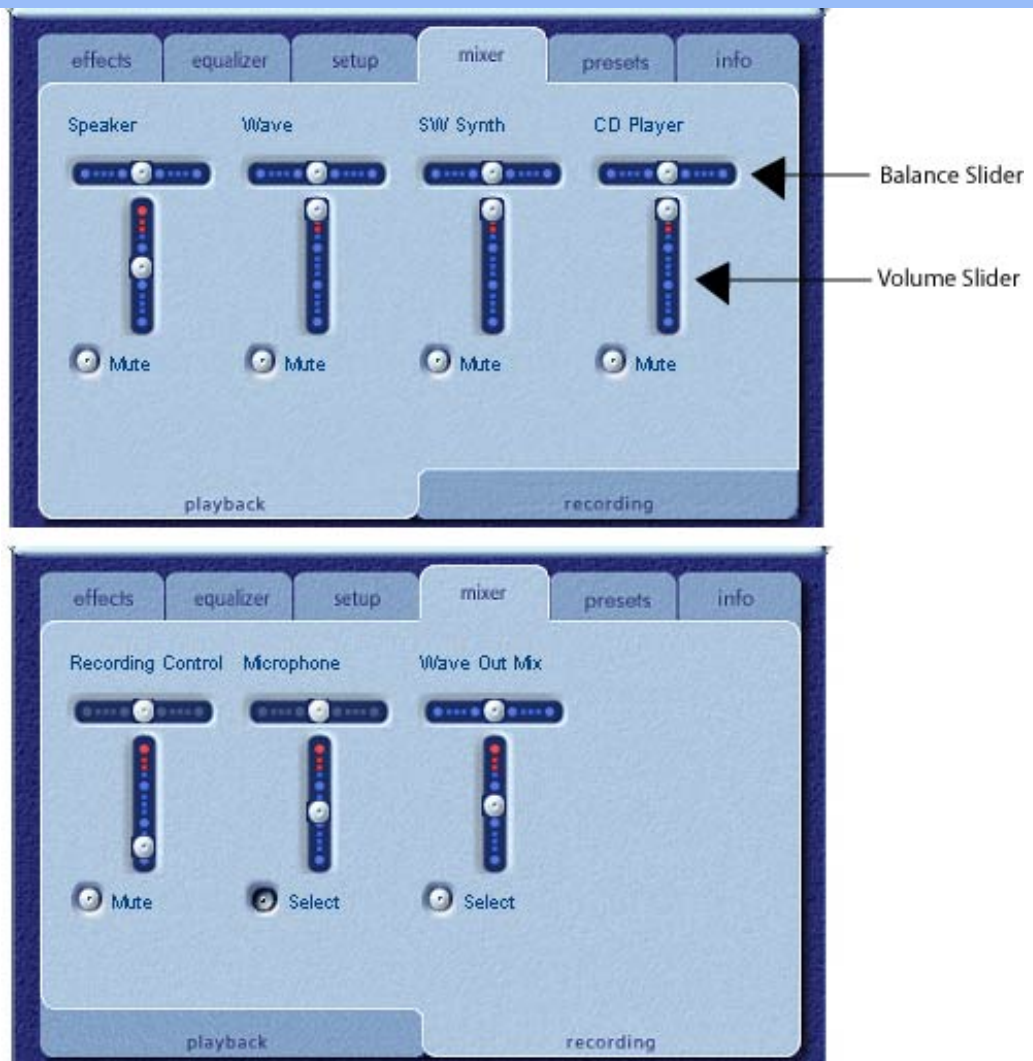 effects equalizer setup mixer presets info
Speaker Wave SW Synth CD Player
Balance Slider
Volume Slider
Mute Mute Mute Mute
playback recording
effects equalizer setup mixer presets info
Recording Control Microphone Wave Out Mix
Mute Select Select
playback recording